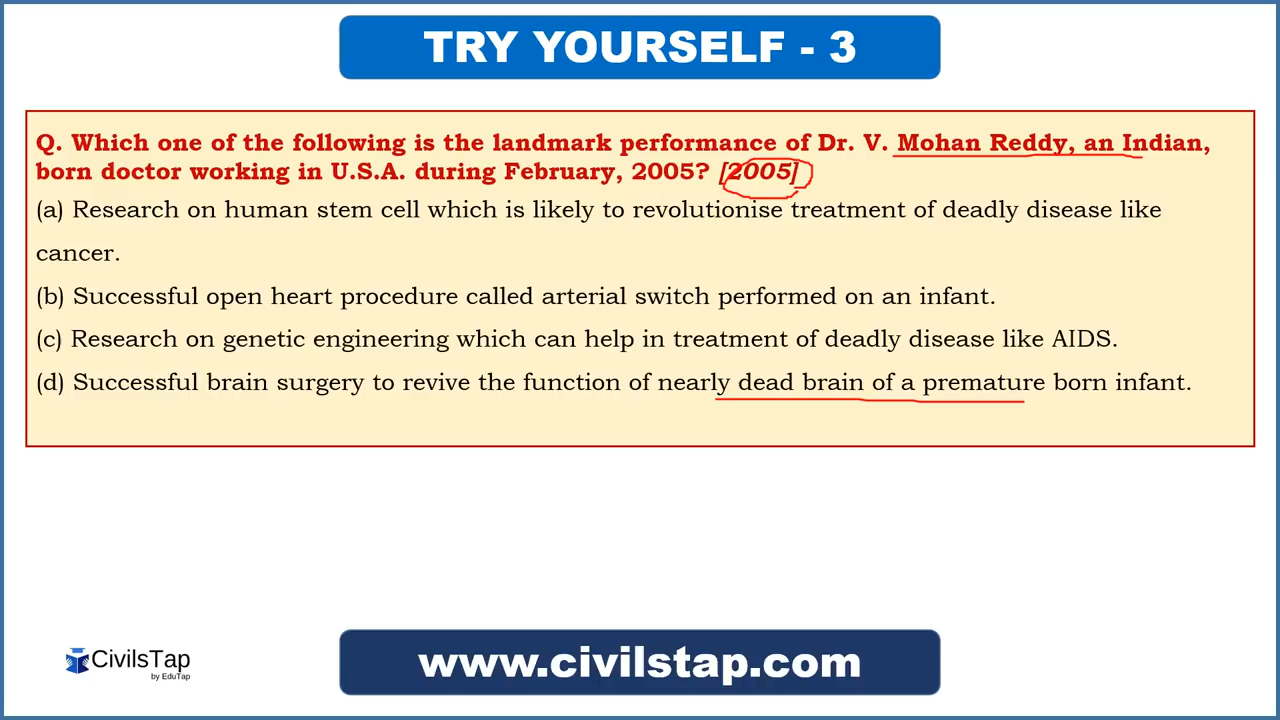 TRY YOURSELF - 3
Q. Which one of the following is the landmark performance of Dr. V. Mohan Reddy, an Indian,
born doctor working in U.S.A. during February, 2005? [2005]
(a) Research on human stem cell which is likely to revolutionise treatment of deadly disease like
cancer.
(b) Successful open heart procedure called arterial switch performed on an infant.
(c) Research on genetic engineering which can help in treatment of deadly disease like AIDS.
(d) Successful brain surgery to revive the function of nearly dead brain of a premature born infant.
CivilsTap
by EduTap
www.civilstap.com